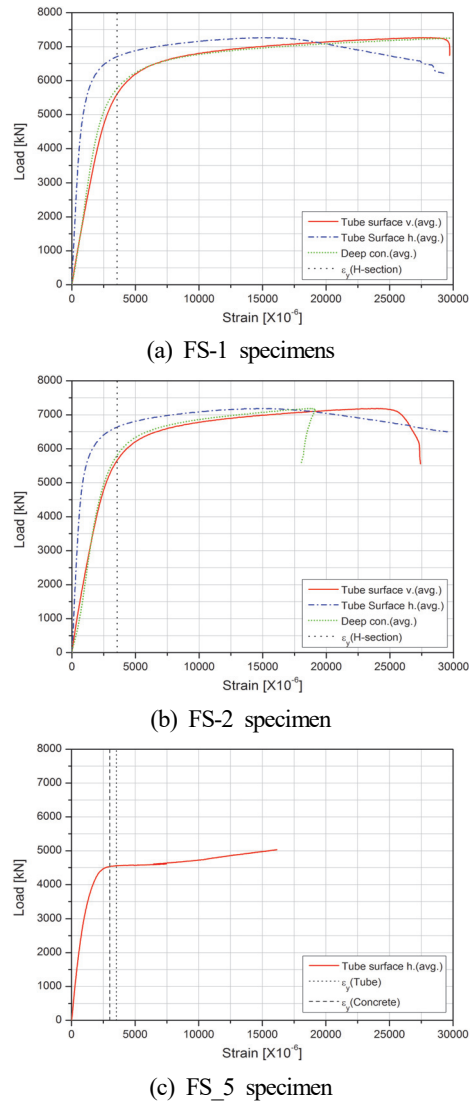 8000
7000
6000
5000
4000
3000
2000
1000
0
Load [kN]
Tube surface v.(avg.)
Tube Surface h.(avg.)
Deep con.(avg.)
εy(H-section)
0 5000 10000 15000 20000 25000 30000
Strain [X10⁻⁶]
(a) FS-1 specimens
8000
7000
6000
5000
4000
3000
2000
1000
0
Load [kN]
Tube surface v.(avg.)
Tube Surface h.(avg.)
Deep con.(avg.)
εy(H-section)
0 5000 10000 15000 20000 25000 30000
Strain [X10⁻⁶]
(b) FS-2 specimen
8000
7000
6000
5000
4000
3000
2000
1000
0
Load [kN]
Tube surface h.(avg.)
εy(Tube)
εy(Concrete)
0 5000 10000 15000 20000 25000 30000
Strain [X10⁻⁶]
(c) FS_5 specimen